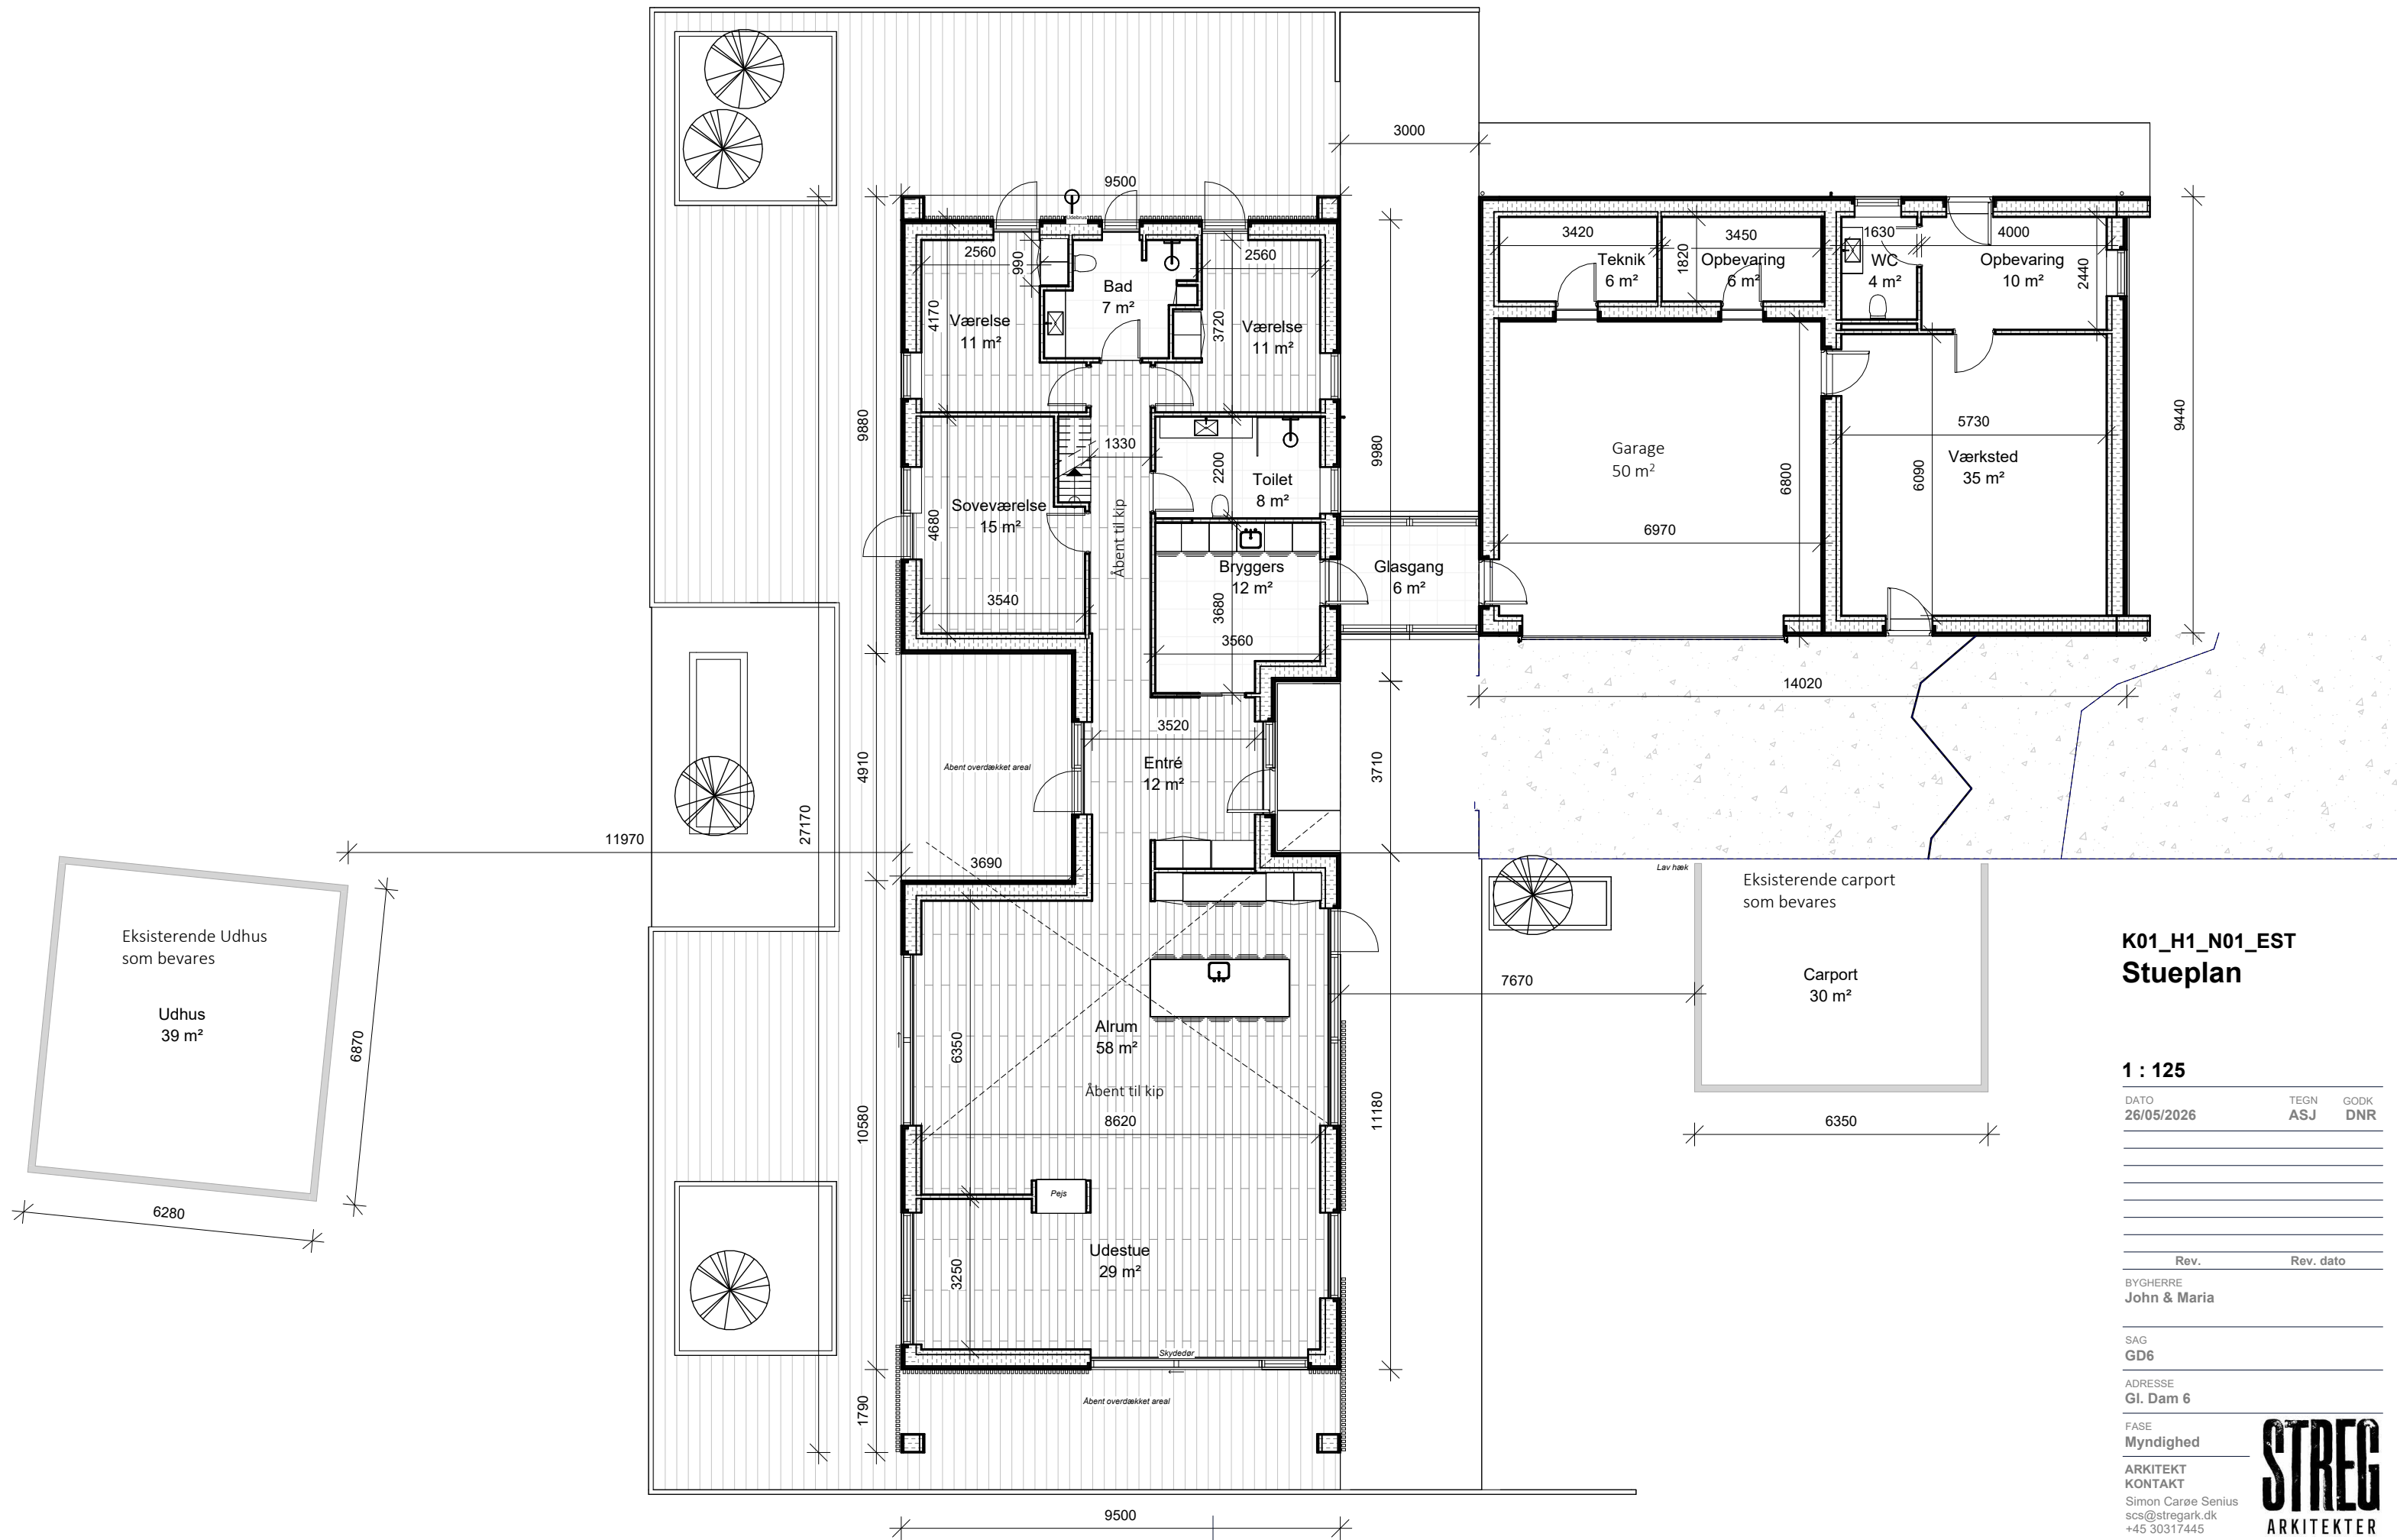 3000
9500
Udebrus
2560
990
2560
Bad
7 m²
4170
Værelse
11 m²
3720
Værelse
11 m²
3420
Teknik
6 m²
1820
3450
Opbevaring
6 m²
1630
WC
4 m²
4000
Opbevaring
10 m²
2440
9880
1330
2200
Toilet
8 m²
9980
Garage
50 m²
6800
6970
5730
Værksted
35 m²
6090
9440
Soveværelse
15 m²
4680
Åbent til kip
3540
Bryggers
12 m²
3680
3560
Glasgang
6 m²
14020
4910
Åbent overdækket areal
3520
Entré
12 m²
3710
27170
11970
3690
Eksisterende Udhus
som bevares
Udhus
39 m²
6870
6280
Lav hæk
Eksisterende carport
som bevares
Carport
30 m²
7670
6350
Alrum
58 m²
6350
Åbent til kip
8620
10580
11180
Pejs
Udestue
29 m²
3250
Skydedør
Åbent overdækket areal
1790
9500
K01_H1_N01_EST
Stueplan
1 : 125
DATO TEGN GODK
26/05/2026 ASJ DNR
Rev. Rev. dato
BYGHERRE
John & Maria
SAG
GD6
ADRESSE
Gl. Dam 6
FASE
Myndighed
ARKITEKT
KONTAKT
Simon Carøe Senius
scs@stregark.dk
+45 30317445
STREG
ARKITEKTER